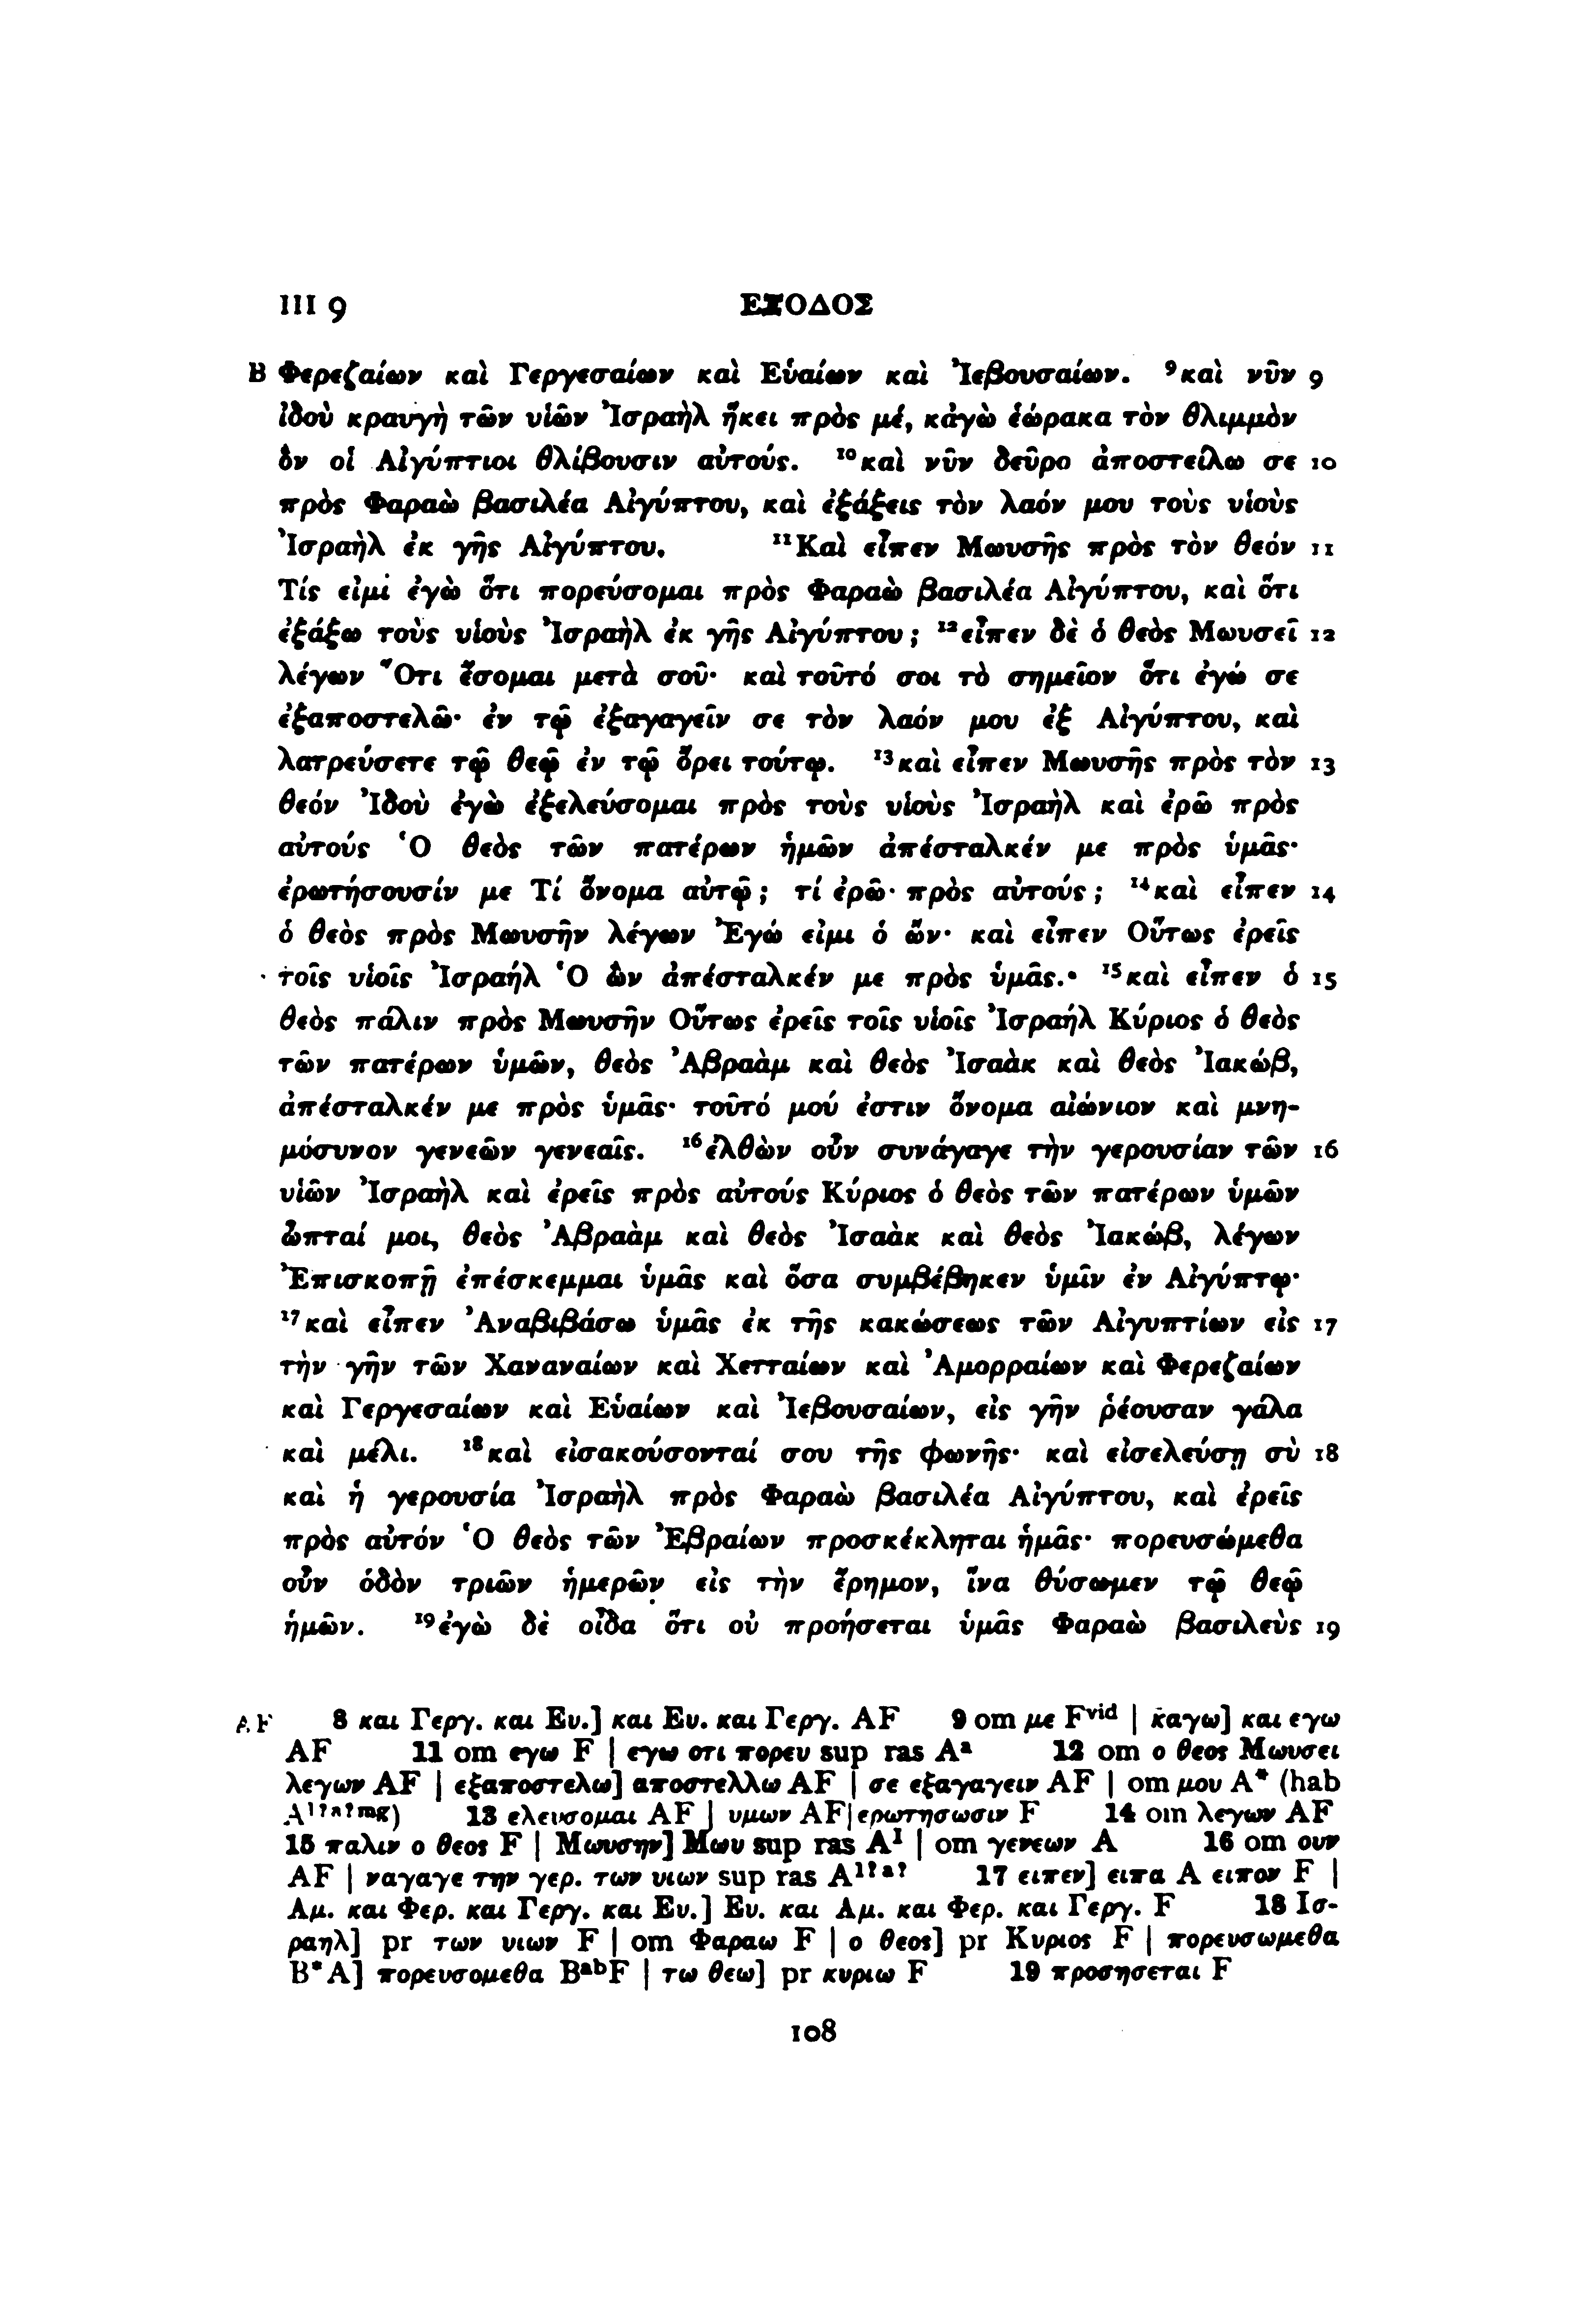 III 9 ΕΞΟΔΟΣ
B Φερεζαίων καὶ Γεργεσαίων καὶ Εὑαίων καὶ Ἰεβουσαίων. ⁹καὶ νῦν 9
ἰδοὺ κραυγὴ τῶν υἱῶν Ἰσραὴλ ἥκει πρὸς μέ, κἀγὼ ἑώρακα τὸν θλιμμὸν
ὃν οἱ Αἰγύπτιοι θλίβουσιν αὐτούς. ¹⁰καὶ νῦν δεῦρο ἀποστείλω σε 10
πρὸς Φαραὼ βασιλέα Αἰγύπτου, καὶ ἐξάξεις τὸν λαόν μου τοὺς υἱοὺς
Ἰσραὴλ ἐκ γῆς Αἰγύπτου. ¹¹Καὶ εἶπεν Μωυσῆς πρὸς τὸν θεόν 11
Τίς εἰμι ἐγὼ ὅτι πορεύσομαι πρὸς Φαραὼ βασιλέα Αἰγύπτου, καὶ ὅτι
ἐξάξω τοὺς υἱοὺς Ἰσραὴλ ἐκ γῆς Αἰγύπτου; ¹²εἶπεν δὲ ὁ θεὸς Μωυσεῖ 12
λέγων Ὅτι ἔσομαι μετὰ σοῦ· καὶ τοῦτό σοι τὸ σημεῖον ὅτι ἐγώ σε
ἐξαποστελῶ· ἐν τῷ ἐξαγαγεῖν σε τὸν λαόν μου ἐξ Αἰγύπτου, καὶ
λατρεύσετε τῷ θεῷ ἐν τῷ ὄρει τούτῳ. ¹³καὶ εἶπεν Μωυσῆς πρὸς τὸν 13
θεόν Ἰδοὺ ἐγὼ ἐξελεύσομαι πρὸς τοὺς υἱοὺς Ἰσραὴλ καὶ ἐρῶ πρὸς
αὐτούς Ὁ θεὸς τῶν πατέρων ἡμῶν ἀπέσταλκέν με πρὸς ὑμᾶς·
ἐρωτήσουσίν με Τί ὄνομα αὐτῷ; τί ἐρῶ· πρὸς αὐτούς; ¹⁴καὶ εἶπεν 14
ὁ θεὸς πρὸς Μωυσῆν λέγων Ἐγώ εἰμι ὁ ὤν· καὶ εἶπεν Οὕτως ἐρεῖς
τοῖς υἱοῖς Ἰσραήλ Ὁ ὢν ἀπέσταλκέν με πρὸς ὑμᾶς. ¹⁵καὶ εἶπεν ὁ 15
θεὸς πάλιν πρὸς Μωυσῆν Οὕτως ἐρεῖς τοῖς υἱοῖς Ἰσραήλ Κύριος ὁ θεὸς
τῶν πατέρων ὑμῶν, θεὸς Ἀβραὰμ καὶ θεὸς Ἰσαὰκ καὶ θεὸς Ἰακώβ,
ἀπέσταλκέν με πρὸς ὑμᾶς· τοῦτό μού ἐστιν ὄνομα αἰώνιον καὶ μνη-
μόσυνον γενεῶν γενεαῖς. ¹⁶ἐλθὼν οὖν συνάγαγε τὴν γερουσίαν τῶν 16
υἱῶν Ἰσραὴλ καὶ ἐρεῖς πρὸς αὐτούς Κύριος ὁ θεὸς τῶν πατέρων ὑμῶν
ὦπταί μοι, θεὸς Ἀβραὰμ καὶ θεὸς Ἰσαὰκ καὶ θεὸς Ἰακώβ, λέγων
Ἐπισκοπῇ ἐπέσκεμμαι ὑμᾶς καὶ ὅσα συμβέβηκεν ὑμῖν ἐν Αἰγύπτῳ·
¹⁷καὶ εἶπεν Ἀναβιβάσω ὑμᾶς ἐκ τῆς κακώσεως τῶν Αἰγυπτίων εἰς 17
τὴν γῆν τῶν Χαναναίων καὶ Χετταίων καὶ Ἀμορραίων καὶ Φερεζαίων
καὶ Γεργεσαίων καὶ Εὑαίων καὶ Ἰεβουσαίων, εἰς γῆν ῥέουσαν γάλα
καὶ μέλι. ¹⁸καὶ εἰσακούσονταί σου τῆς φωνῆς· καὶ εἰσελεύσῃ σὺ 18
καὶ ἡ γερουσία Ἰσραὴλ πρὸς Φαραὼ βασιλέα Αἰγύπτου, καὶ ἐρεῖς
πρὸς αὐτόν Ὁ θεὸς τῶν Ἐβραίων προσκέκληται ἡμᾶς· πορευσώμεθα
οὖν ὁδὸν τριῶν ἡμερῶν εἰς τὴν ἔρημον, ἵνα θύσωμεν τῷ θεῷ
ἡμῶν. ¹⁹ἐγὼ δὲ οἶδα ὅτι οὐ προήσεται ὑμᾶς Φαραὼ βασιλεὺς 19
AF 8 και Γεργ. και Ευ.] και Ευ. και Γεργ. AF 9 om με Fᵛⁱᵈ | καγω] και εγω
AF 11 om εγω F | εγω οτι πορευ sup ras Aᵃ 12 om ο θεος Μωυσει
λεγων AF | εξαποστελω] αποστελλω AF | σε εξαγαγειν AF | om μου A* (hab
A¹ˀᵃˀᵐᵍ) 13 ελευσομαι AF | υμων AF | ερωτησωσιν F 14 om λεγων AF
15 παλιν ο θεος F | Μωυσην] Μωυ sup ras A¹ | om γενεων A 16 om ουν
AF | ναγαγε την γερ. των υιων sup ras A¹ˀᵃˀ 17 ειπεν] ειπα A ειπον F |
Αμ. και Φερ. και Γεργ. και Ευ.] Ευ. και Αμ. και Φερ. και Γεργ. F 18 Ισ-
ραηλ] pr των υιων F | om Φαραω F | ο θεος] pr Κυριος F | πορευσωμεθα
B*A] πορευσομεθα BᵃᵇF | τω θεω] pr κυριω F 19 προσησεται F
108